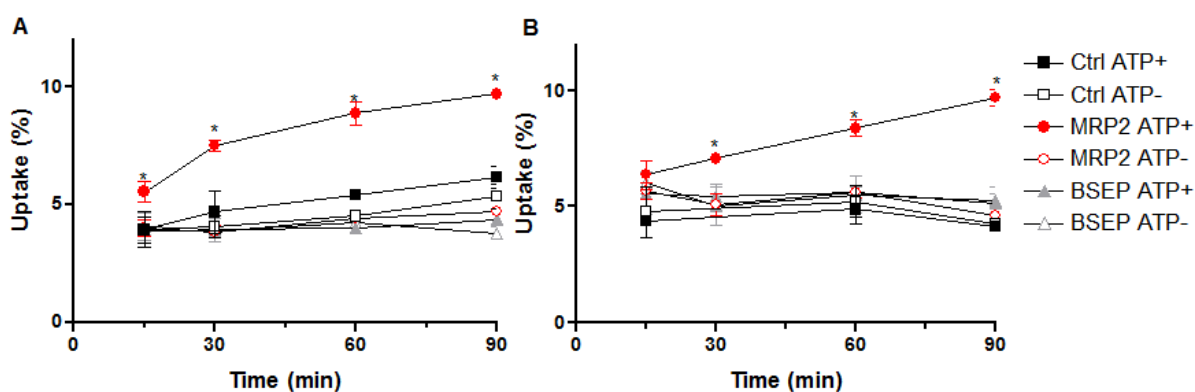 A
Uptake (%)
10
5
0
* * * *
0 30 60 90
Time (min)
B
Uptake (%)
10
5
0
* * *
0 30 60 90
Time (min)
Ctrl ATP+
Ctrl ATP-
MRP2 ATP+
MRP2 ATP-
BSEP ATP+
BSEP ATP-